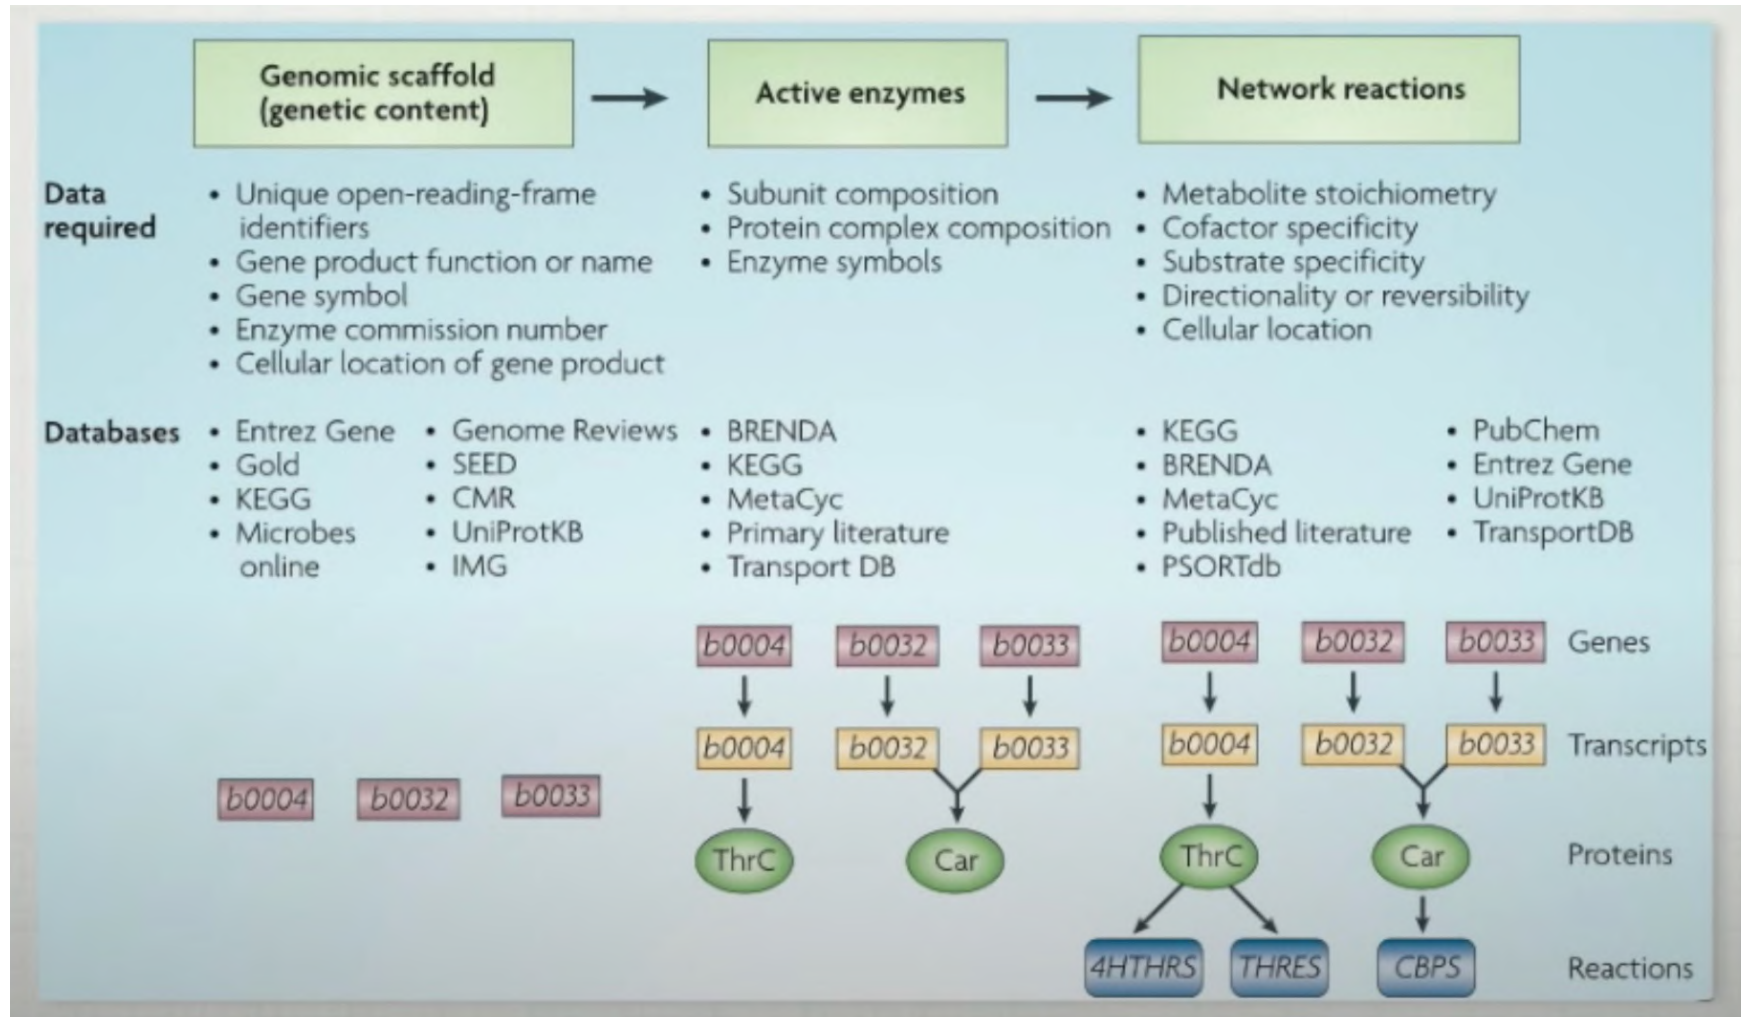 Genomic scaffold
(genetic content)
Active enzymes
Network reactions
Data
required
• Unique open-reading-frame
identifiers
• Gene product function or name
• Gene symbol
• Enzyme commission number
• Cellular location of gene product
• Subunit composition
• Protein complex composition
• Enzyme symbols
• Metabolite stoichiometry
• Cofactor specificity
• Substrate specificity
• Directionality or reversibility
• Cellular location
Databases
• Entrez Gene
• Gold
• KEGG
• Microbes
online
• Genome Reviews
• SEED
• CMR
• UniProtKB
• IMG
• BRENDA
• KEGG
• MetaCyc
• Primary literature
• Transport DB
• KEGG
• BRENDA
• MetaCyc
• Published literature
• PSORTdb
• PubChem
• Entrez Gene
• UniProtKB
• TransportDB
b0004 b0032 b0033
b0004 b0032 b0033
b0004 b0032 b0033
ThrC Car
b0004 b0032 b0033 Genes
b0004 b0032 b0033 Transcripts
ThrC Car Proteins
4HTHRS THRES CBPS Reactions